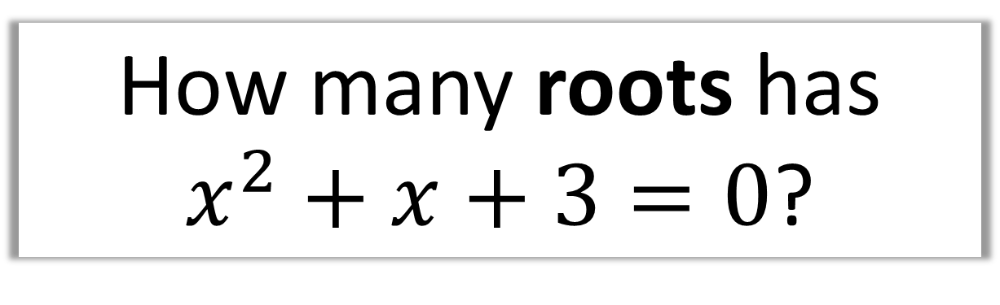 How many roots has
𝑥² + 𝑥 + 3 = 0?